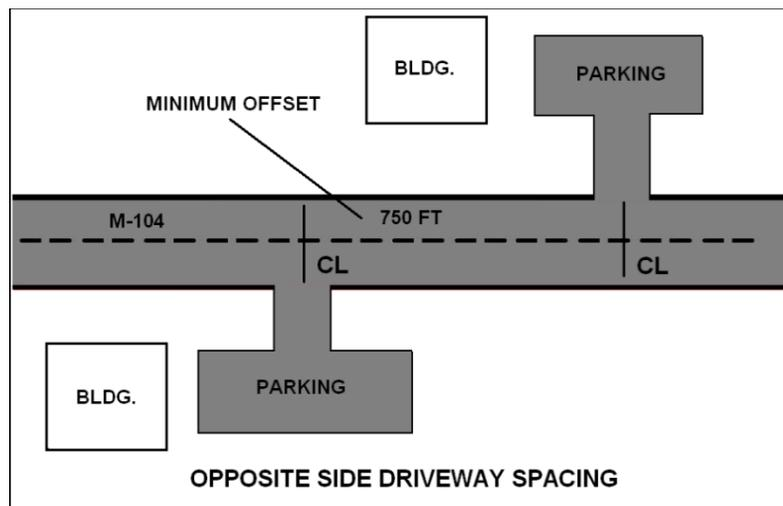 BLDG.
PARKING
MINIMUM OFFSET
M-104
750 FT
CL
CL
BLDG.
PARKING
OPPOSITE SIDE DRIVEWAY SPACING